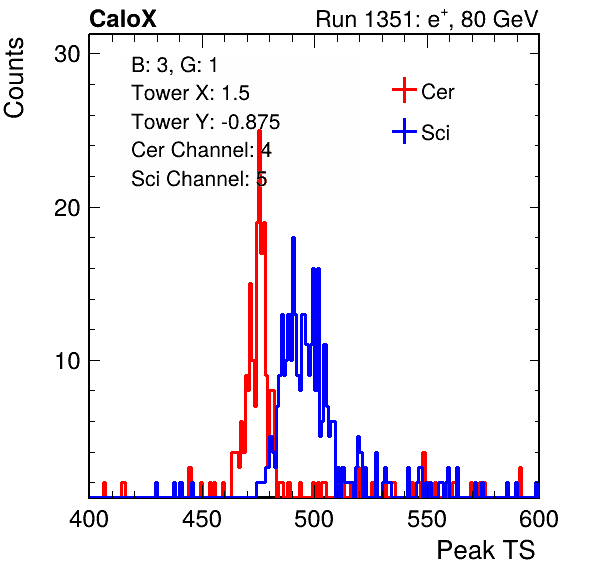 CaloX Run 1351: e+, 80 GeV
Counts
30
20
10
B: 3, G: 1
Tower X: 1.5
Tower Y: -0.875
Cer Channel: 4
Sci Channel: 5
Cer
Sci
400 450 500 550 600
Peak TS